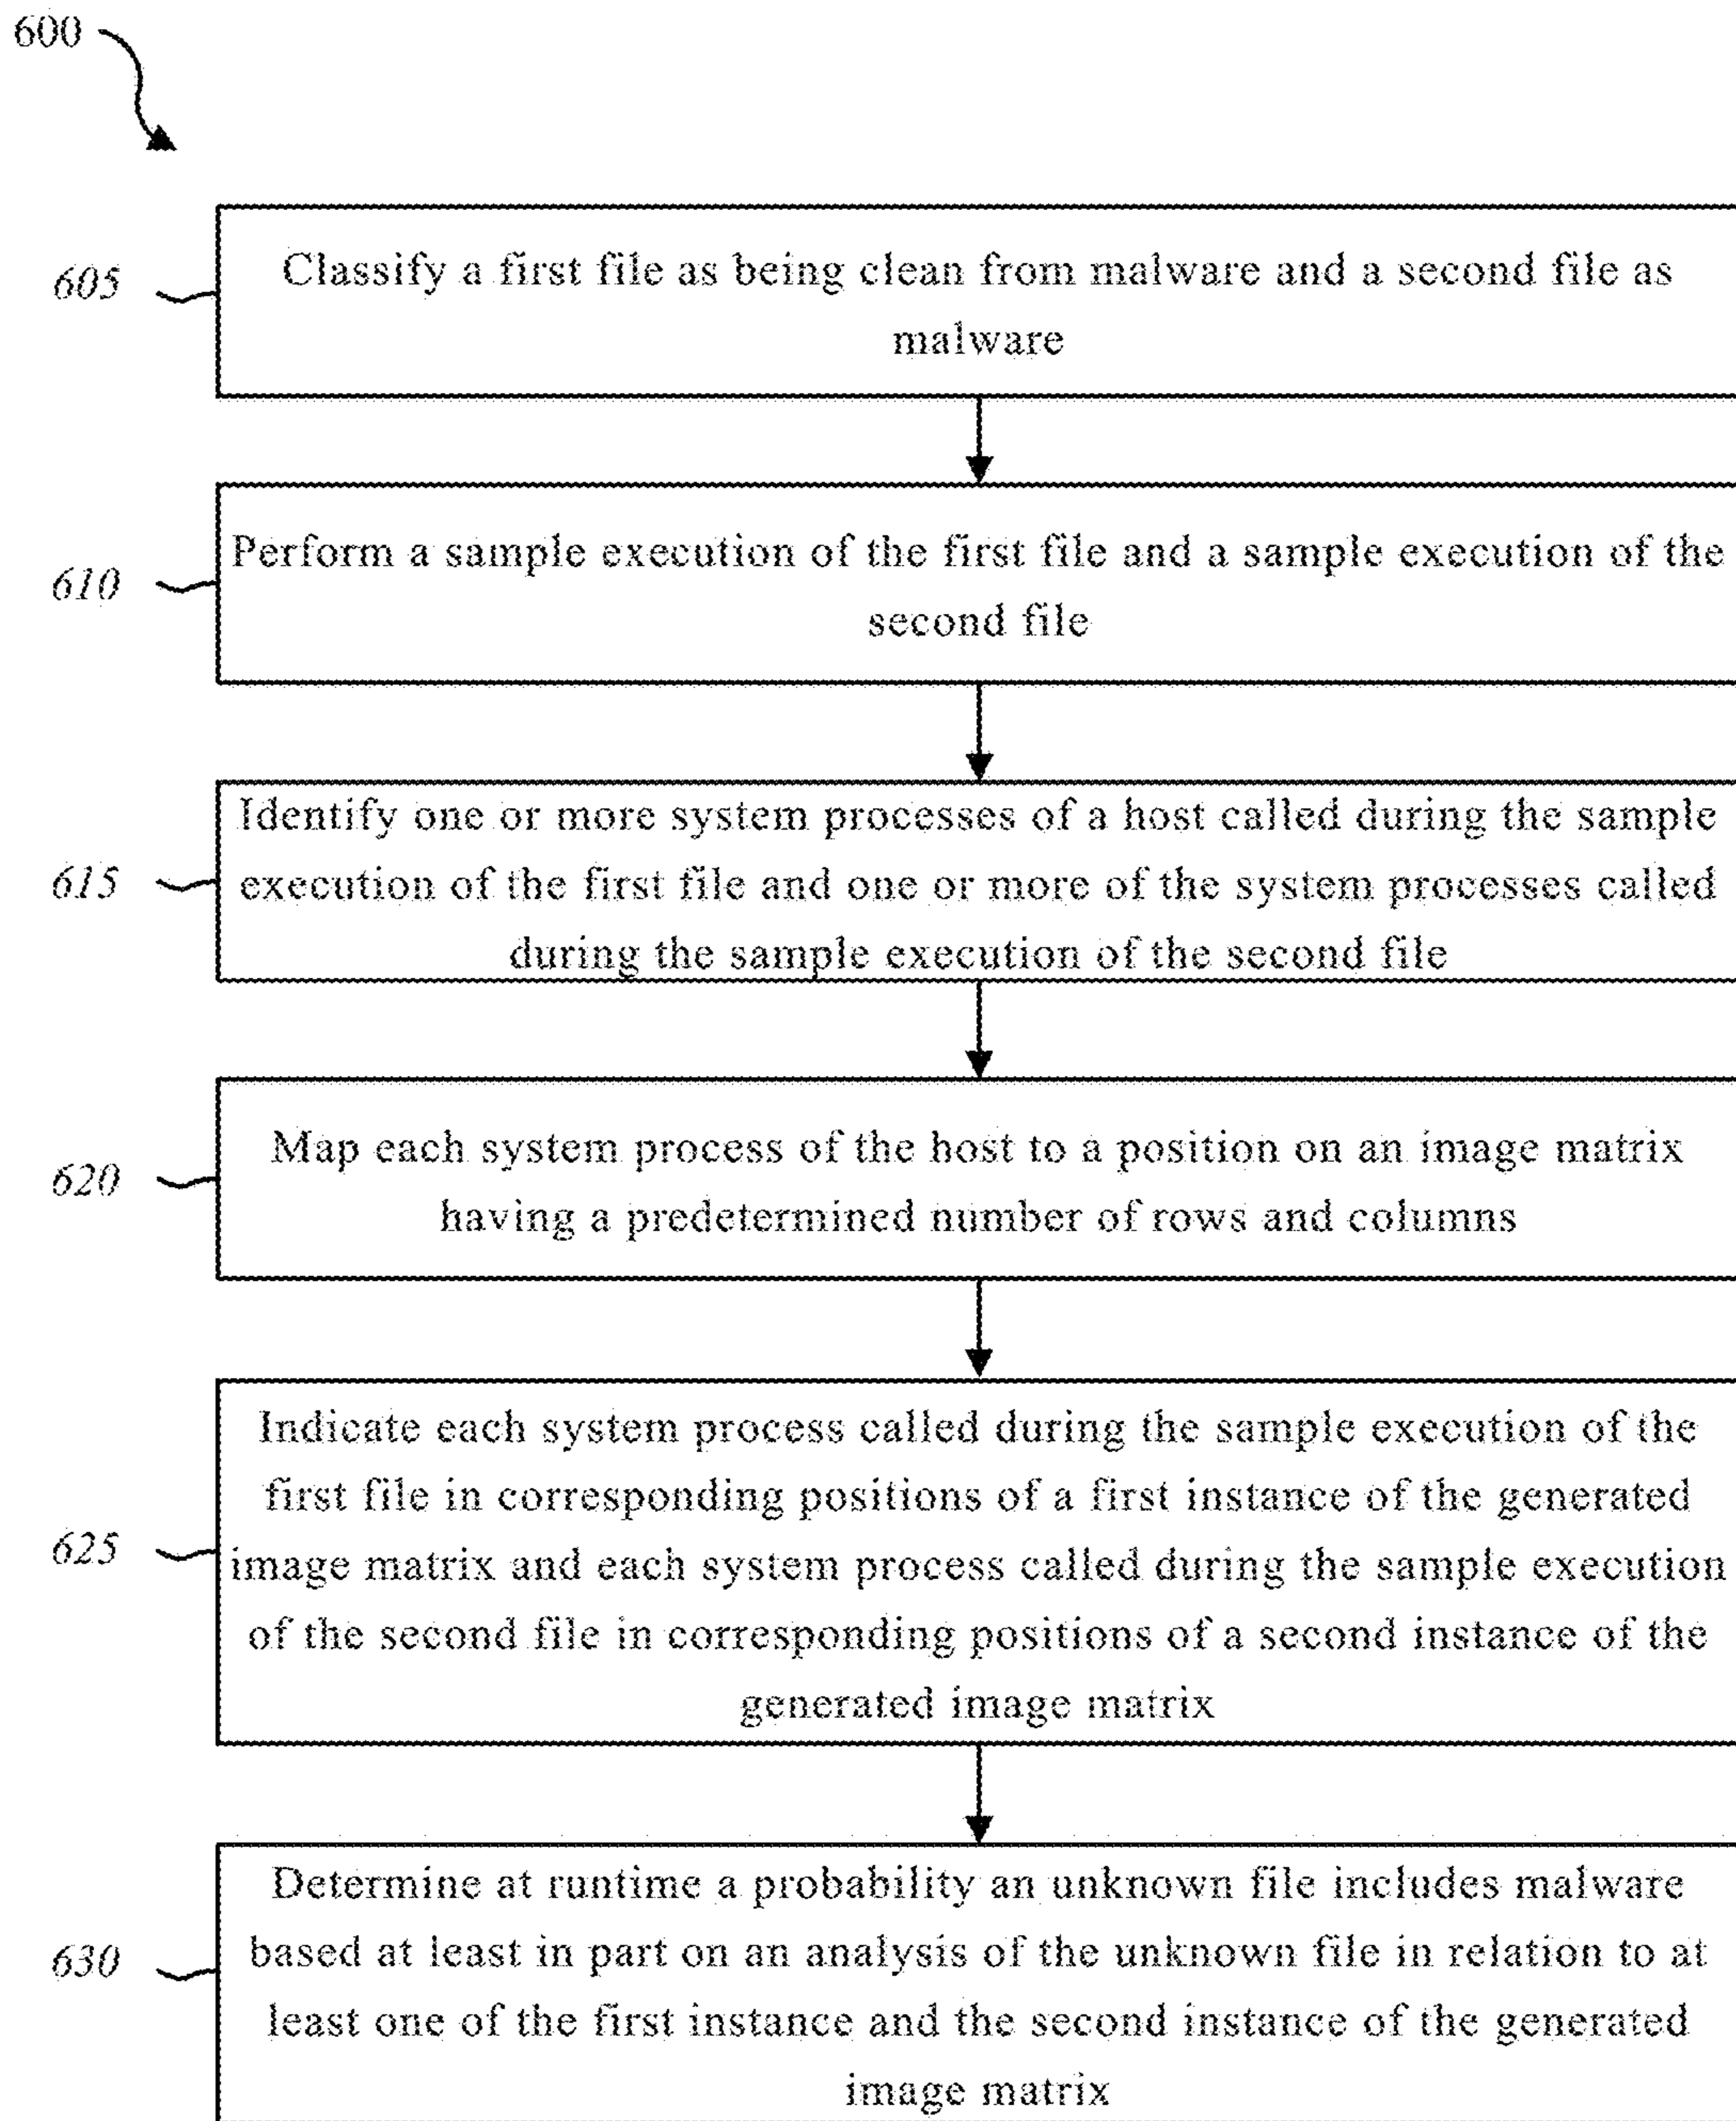 600
605
Classify a first file as being clean from malware and a second file as
malware
610
Perform a sample execution of the first file and a sample execution of the
second file
615
Identify one or more system processes of a host called during the sample
execution of the first file and one or more of the system processes called
during the sample execution of the second file
620
Map each system process of the host to a position on an image matrix
having a predetermined number of rows and columns
625
Indicate each system process called during the sample execution of the
first file in corresponding positions of a first instance of the generated
image matrix and each system process called during the sample execution
of the second file in corresponding positions of a second instance of the
generated image matrix
630
Determine at runtime a probability an unknown file includes malware
based at least in part on an analysis of the unknown file in relation to at
least one of the first instance and the second instance of the generated
image matrix